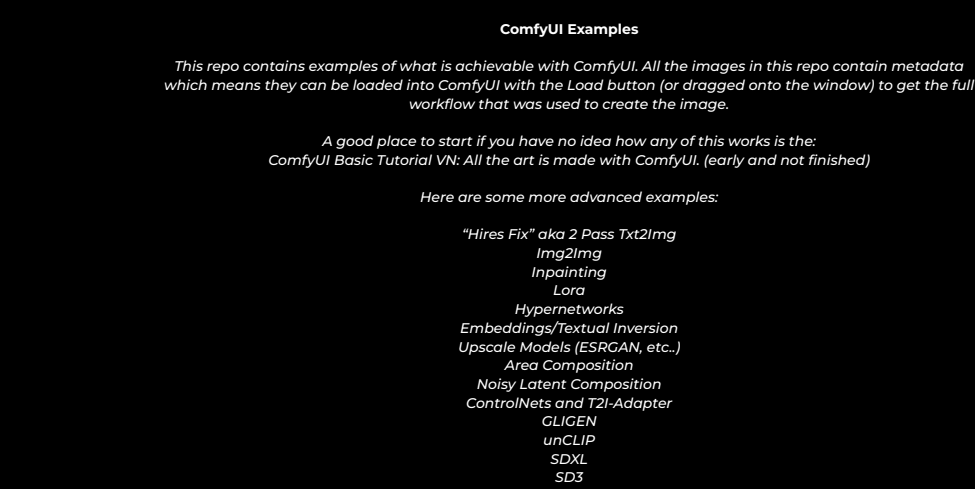 ComfyUI Examples
This repo contains examples of what is achievable with ComfyUI. All the images in this repo contain metadata
which means they can be loaded into ComfyUI with the Load button (or dragged onto the window) to get the full
workflow that was used to create the image.
A good place to start if you have no idea how any of this works is the:
ComfyUI Basic Tutorial VN: All the art is made with ComfyUI. (early and not finished)
Here are some more advanced examples:
“Hires Fix” aka 2 Pass Txt2Img
Img2Img
Inpainting
Lora
Hypernetworks
Embeddings/Textual Inversion
Upscale Models (ESRGAN, etc..)
Area Composition
Noisy Latent Composition
ControlNets and T2I-Adapter
GLIGEN
unCLIP
SDXL
SD3